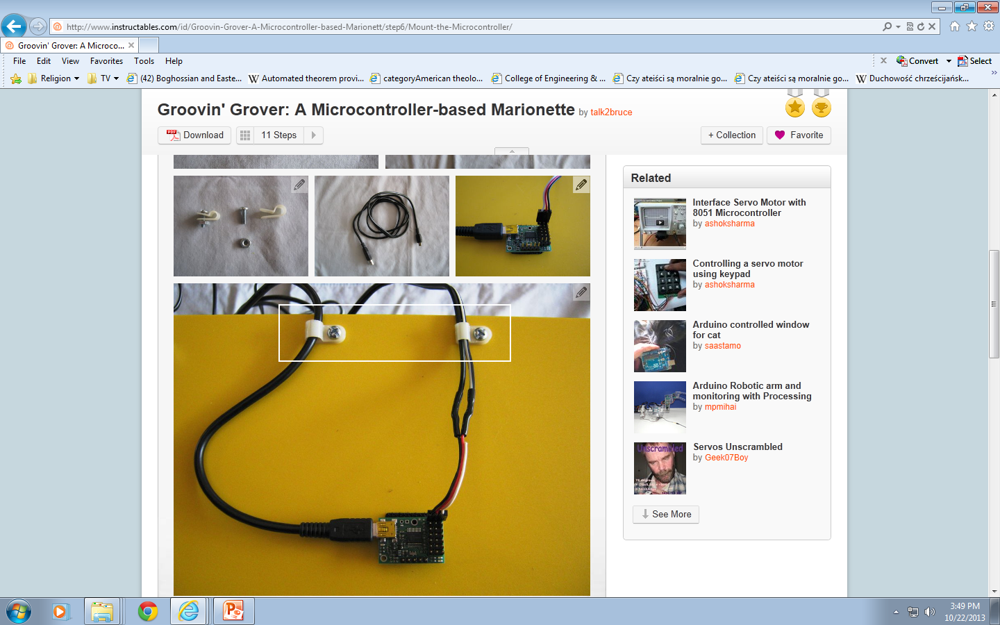 http://www.instructables.com/id/Groovin-Grover-A-Microcontroller-based-Marionett/step6/Mount-the-Microcontroller/
Groovin' Grover: A Microco...
File Edit View Favorites Tools Help
Convert Select
Religion TV (42) Boghossian and Easte... Automated theorem provi... categoryAmerican theolo... College of Engineering & ... Czy ateiści są moralnie go... Czy ateiści są moralnie go... Duchowość chrześcijańsk...
Groovin' Grover: A Microcontroller-based Marionette by talk2bruce
PDF Download 11 Steps + Collection Favorite
Related
Interface Servo Motor with
8051 Microcontroller
by ashoksharma
Controlling a servo motor
using keypad
by ashoksharma
Arduino controlled window
for cat
by saastamo
Arduino Robotic arm and
monitoring with Processing
by mpmihai
Unscrambled
Servos Unscrambled
by Geek07Boy
See More
3:49 PM
10/22/2013